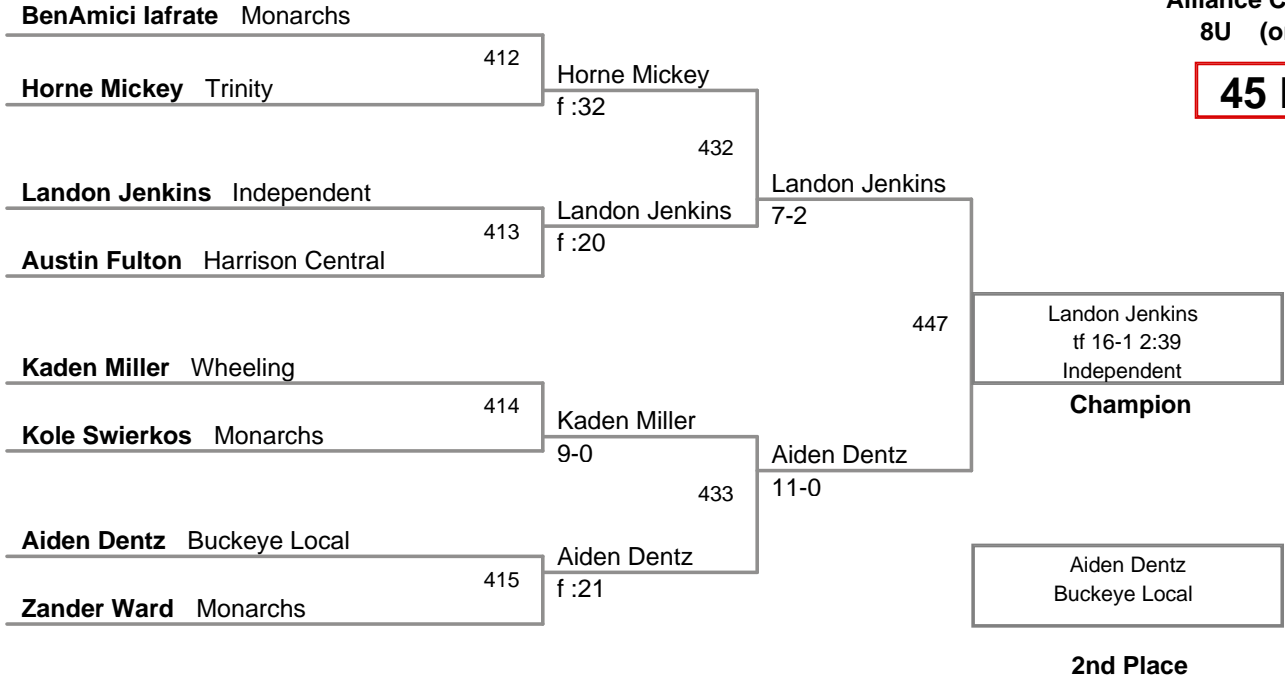 BenAmici Iafrate Monarchs
412
Horne Mickey Trinity
Horne Mickey
f :32
432
Landon Jenkins Independent
413
Austin Fulton Harrison Central
Landon Jenkins
f :20
Landon Jenkins
7-2
Kaden Miller Wheeling
414
Kole Swierkos Monarchs
Kaden Miller
9-0
433
Aiden Dentz Buckeye Local
415
Zander Ward Monarchs
Aiden Dentz
f :21
Aiden Dentz
11-0
447
Landon Jenkins
tf 16-1 2:39
Independent
Champion
Aiden Dentz
Buckeye Local
2nd Place
Alliance
8U
45